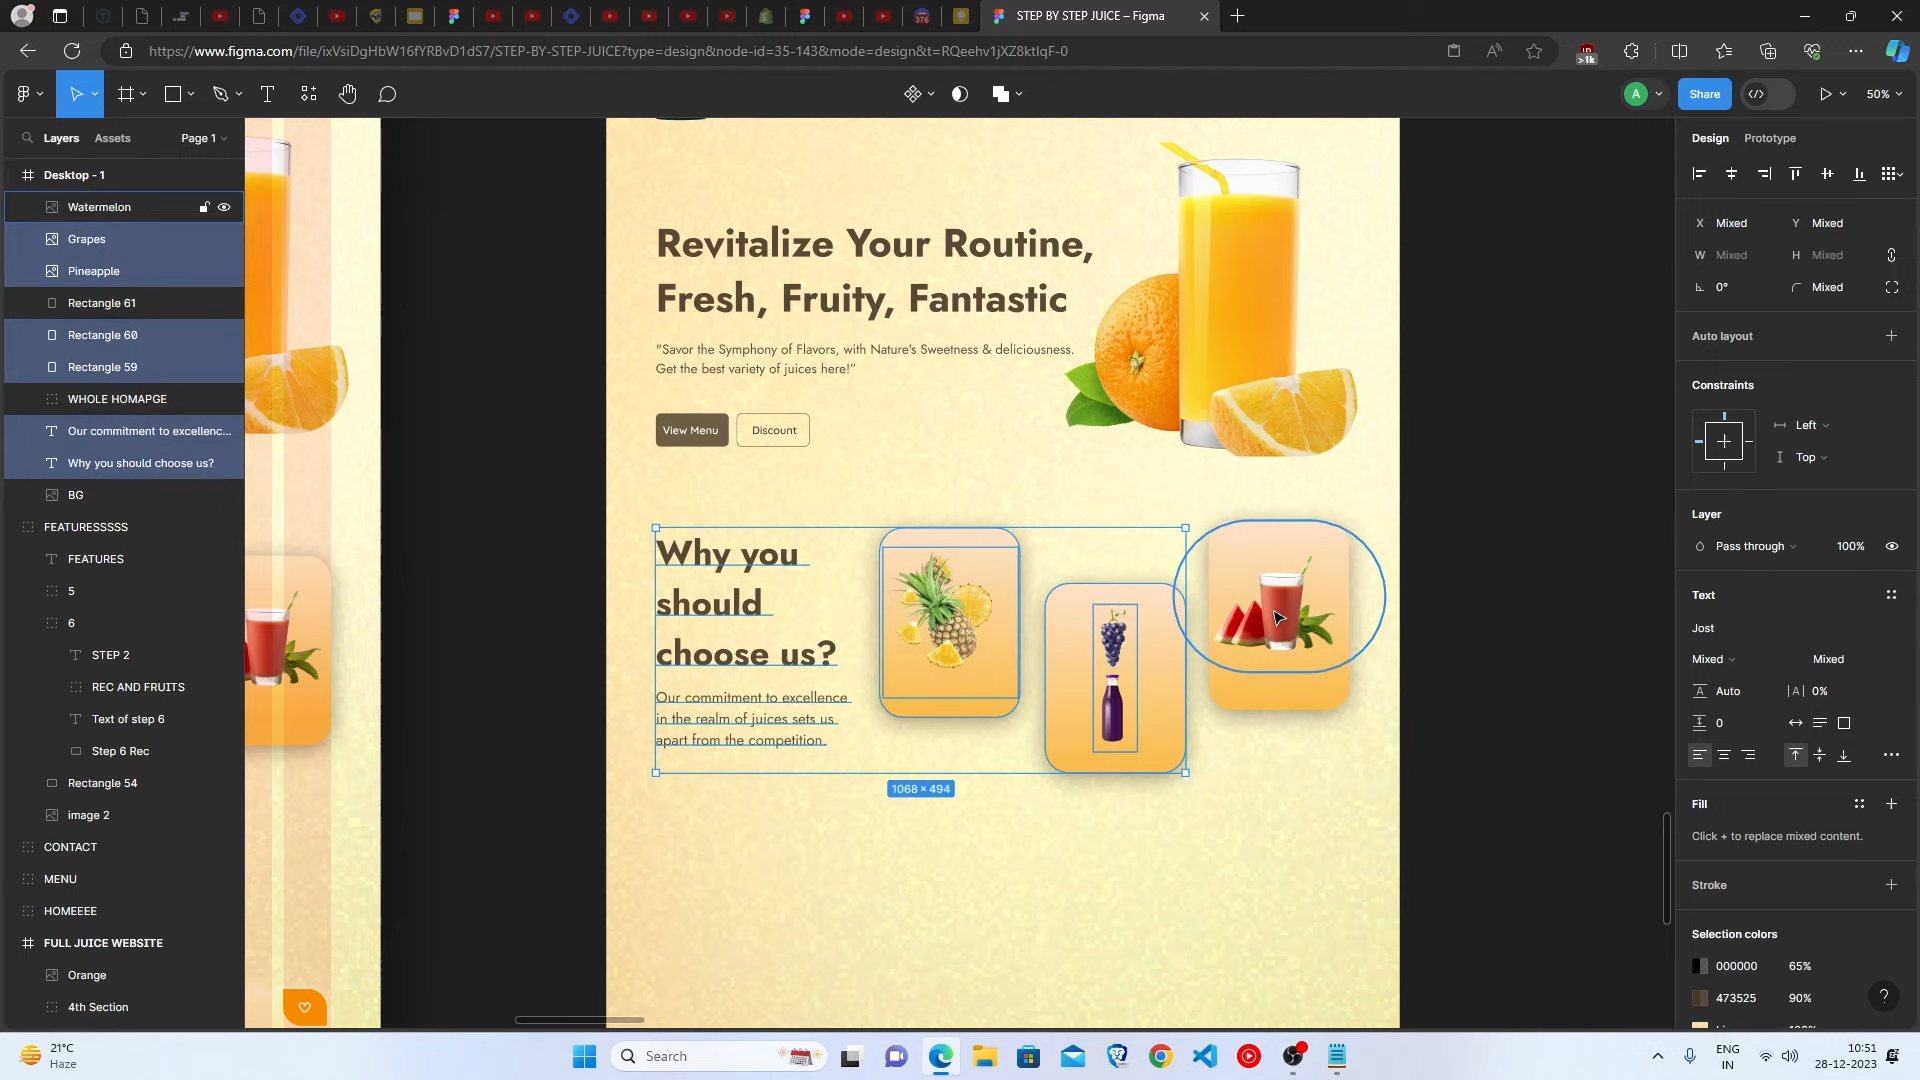 STEP BY STEP JUICE – Figma
https://www.figma.com/file/ixVsiDgHbW16fYRBvD1dS7/STEP-BY-STEP-JUICE?type=design&node-id=35-143&mode=design&t=RQeehv1jXZ8ktlqF-0
>1k
376
A
Share
50%
Layers
Assets
Page 1
Desktop - 1
Watermelon
Grapes
Pineapple
Rectangle 61
Rectangle 60
Rectangle 59
WHOLE HOMAPGE
Our commitment to excellenc...
Why you should choose us?
BG
FEATURESSSSS
FEATURES
5
6
STEP 2
REC AND FRUITS
Text of step 6
Step 6 Rec
Rectangle 54
image 2
CONTACT
MENU
HOMEEEE
FULL JUICE WEBSITE
Orange
4th Section
Revitalize Your Routine,
Fresh, Fruity, Fantastic
"Savor the Symphony of Flavors, with Nature's Sweetness & deliciousness.
Get the best variety of juices here!"
View Menu
Discount
Why you
should
choose us?
Our commitment to excellence
in the realm of juices sets us
apart from the competition.
1068 × 494
Design
Prototype
X Mixed
Y Mixed
W Mixed
H Mixed
0°
Mixed
Auto layout
Constraints
Left
Top
Layer
Pass through
100%
Text
Jost
Mixed
Mixed
Auto
0%
0
Fill
Click + to replace mixed content.
Stroke
Selection colors
000000
65%
473525
90%
?
21°C
Haze
Search
ENG
IN
10:51
28-12-2023